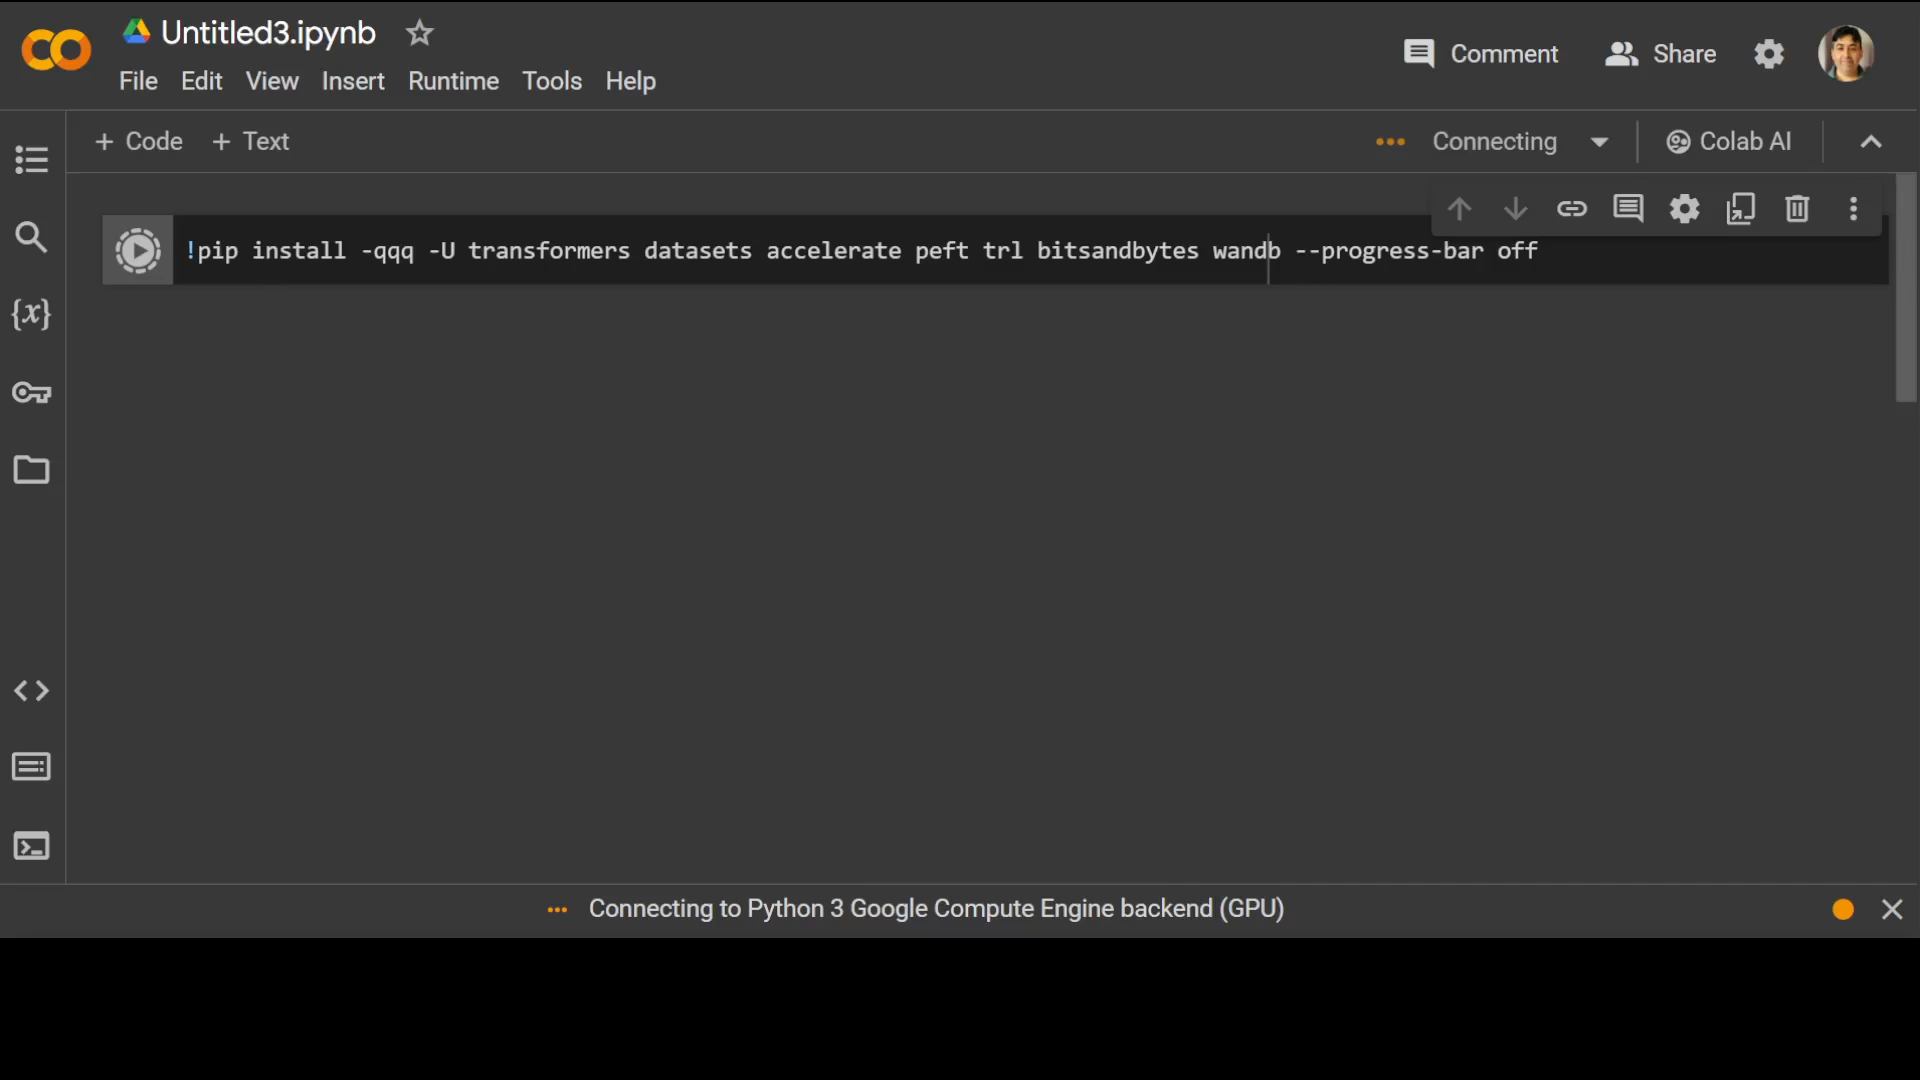 Untitled3.ipynb
Comment
Share
File Edit View Insert Runtime Tools Help
+ Code + Text
Connecting
Colab AI
{x}
!pip install -qqq -U transformers datasets accelerate peft trl bitsandbytes wandb --progress-bar off
Connecting to Python 3 Google Compute Engine backend (GPU)